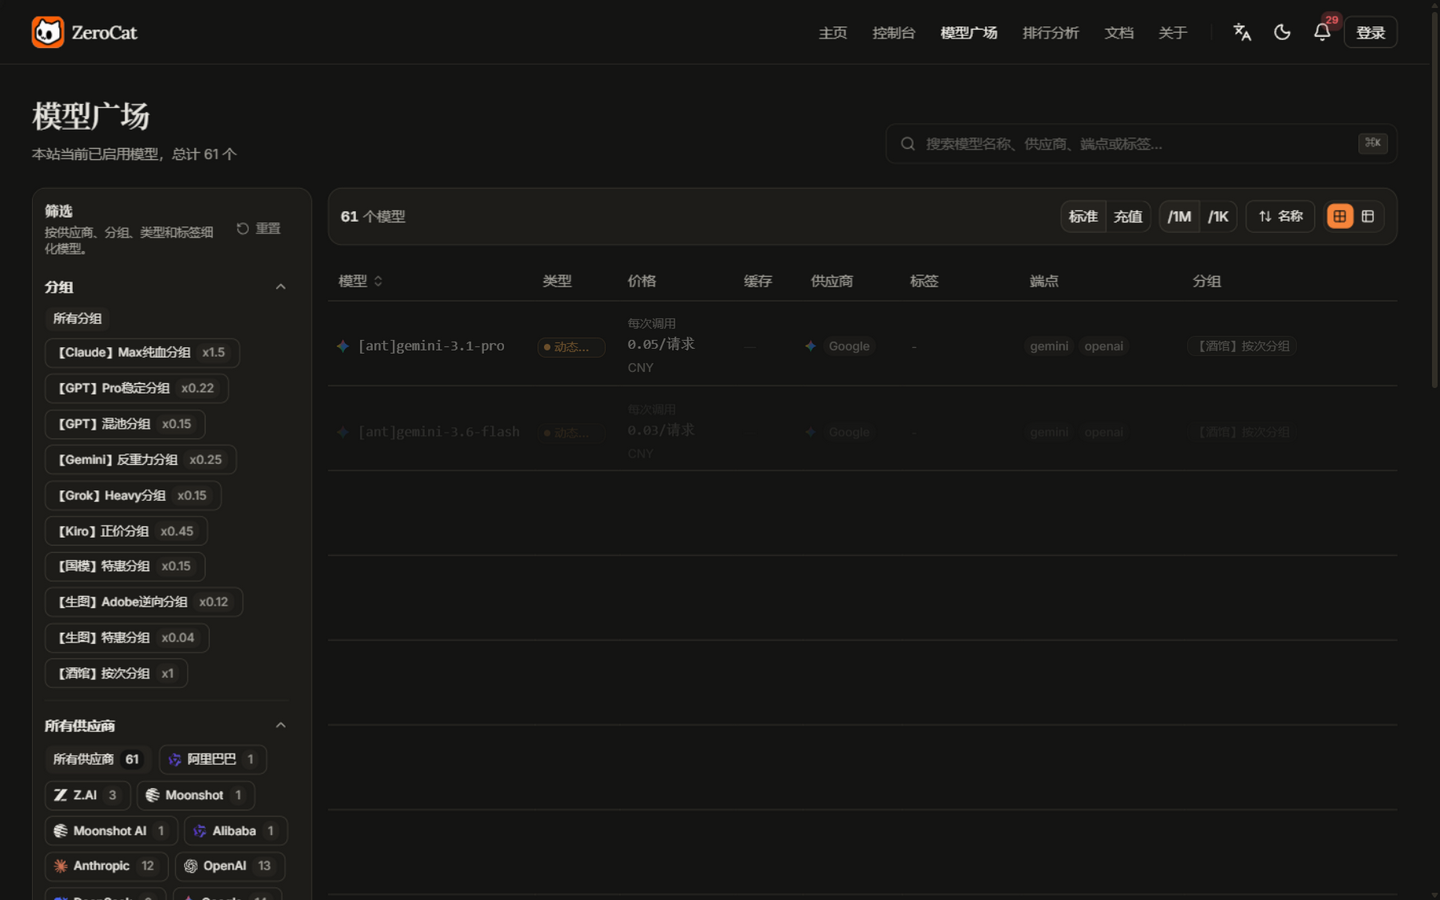 ZeroCat
主页 控制台 模型广场 排行分析 文档 关于 29 登录
模型广场
本站当前已启用模型，总计 61 个
搜索模型名称、供应商、端点或标签... ⌘K
筛选
按供应商、分组、类型和标签细化模型。
重置
61 个模型
标准 充值 /1M /1K 名称
分组
所有分组
【Claude】Max纯血分组 x1.5
【GPT】Pro稳定分组 x0.22
【GPT】混池分组 x0.15
【Gemini】反重力分组 x0.25
【Grok】Heavy分组 x0.15
【Kiro】正价分组 x0.45
【国模】特惠分组 x0.15
【生图】Adobe逆向分组 x0.12
【生图】特惠分组 x0.04
【酒馆】按次分组 x1
所有供应商
所有供应商 61 阿里巴巴 1
Z.AI 3 Moonshot 1
Moonshot AI 1 Alibaba 1
Anthropic 12 OpenAI 13
模型 类型 价格 缓存 供应商 标签 端点 分组
[ant]gemini-3.1-pro 动态... 每次调用 0.05/请求 CNY — Google - gemini openai 【酒馆】按次分组
[ant]gemini-3.6-flash 动态... 每次调用 0.03/请求 CNY Google - gemini openai 【酒馆】按次分组